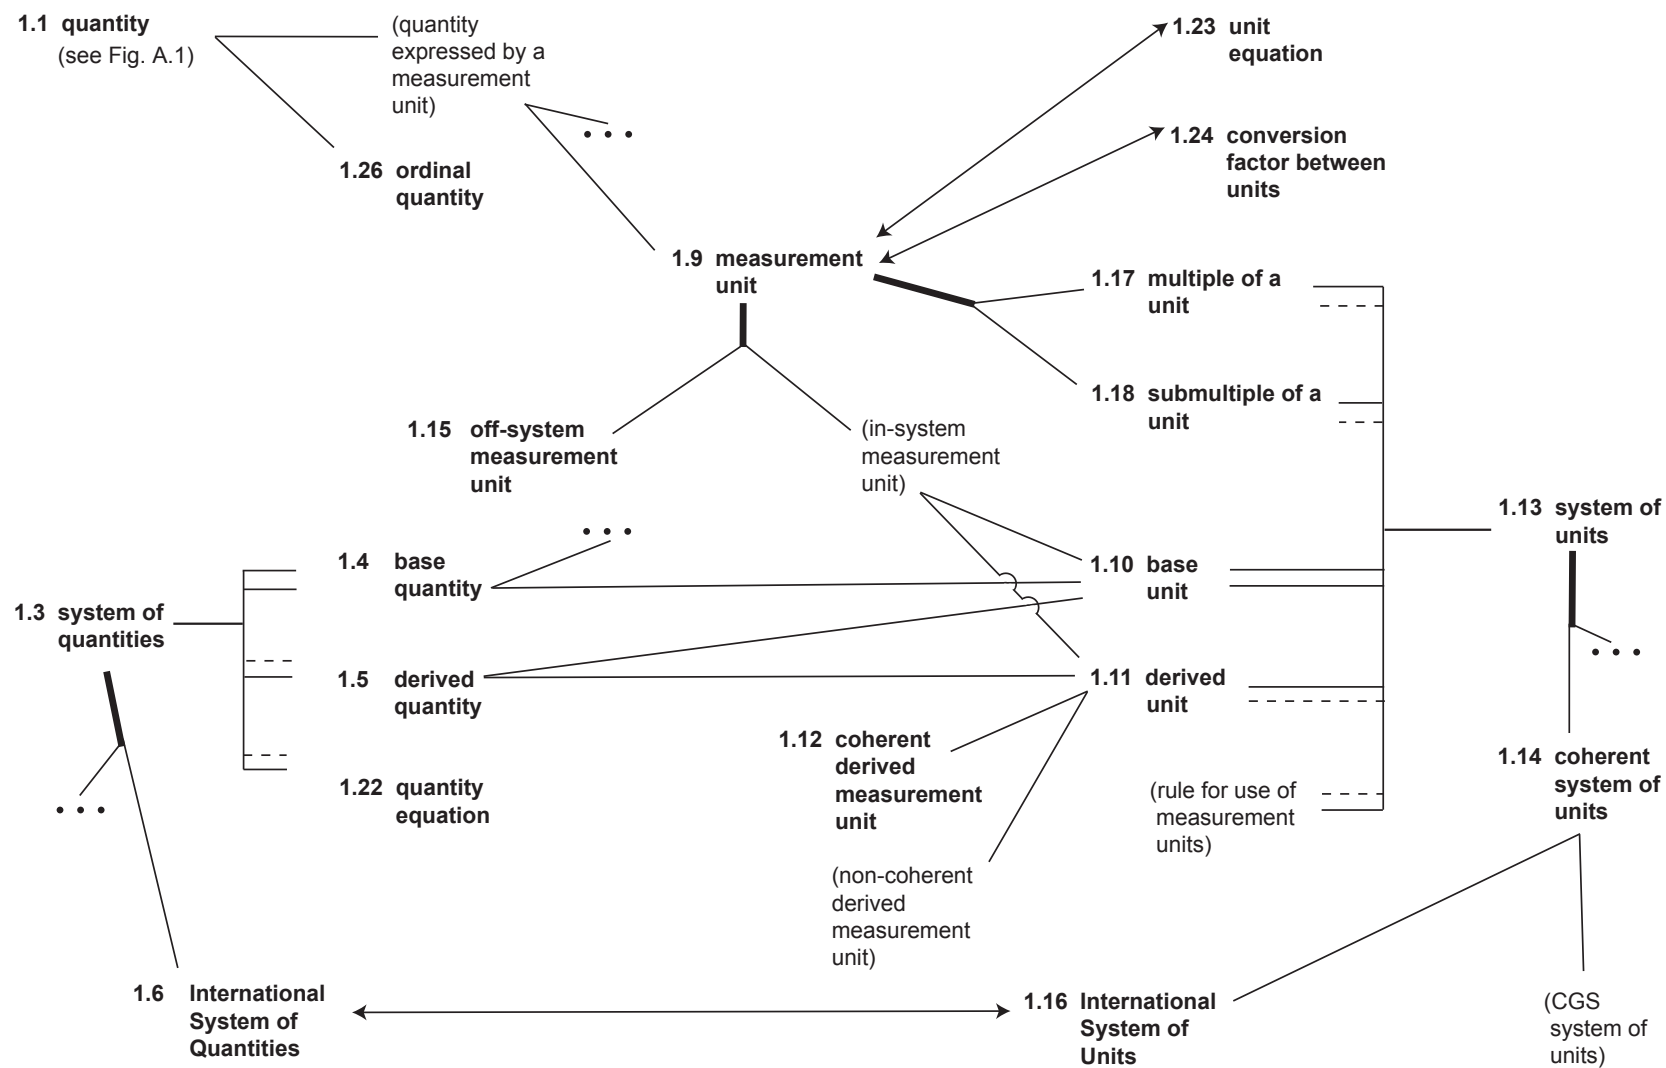 1.1 quantity
(see Fig. A.1)
(quantity
expressed by a
measurement
unit)
1.23 unit
equation
1.24 conversion
factor between
units
1.26 ordinal
quantity
1.9 measurement
unit
1.17 multiple of a
unit
1.18 submultiple of a
unit
1.15 off-system
measurement
unit
(in-system
measurement
unit)
1.13 system of
units
1.4 base
quantity
1.10 base
unit
1.3 system of
quantities
1.5 derived
quantity
1.11 derived
unit
1.12 coherent
derived
measurement
unit
1.14 coherent
system of
units
1.22 quantity
equation
(rule for use of
measurement
units)
(non-coherent
derived
measurement
unit)
1.6 International
System of
Quantities
1.16 International
System of
Units
(CGS
system of
units)